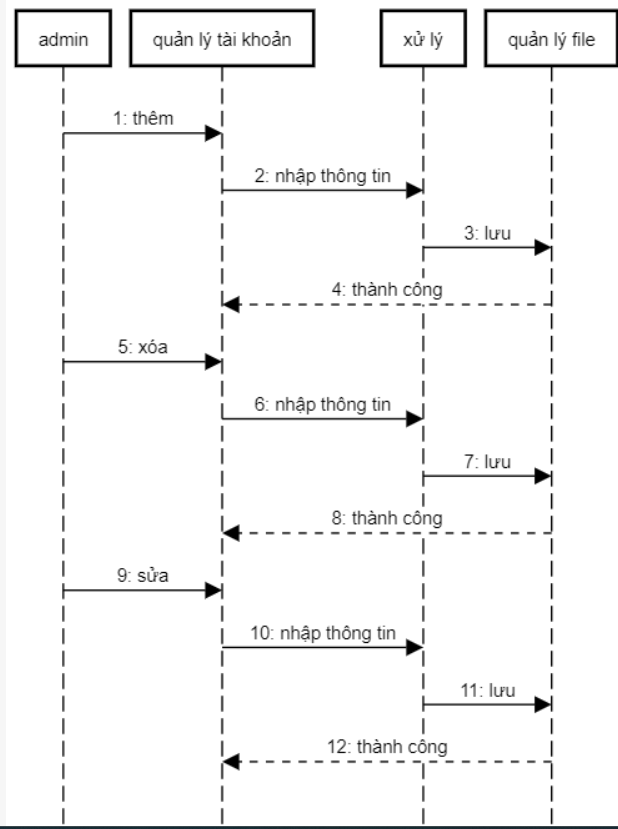 admin
quản lý tài khoản
xử lý
quản lý file
1: thêm
2: nhập thông tin
3: lưu
4: thành công
5: xóa
6: nhập thông tin
7: lưu
8: thành công
9: sửa
10: nhập thông tin
11: lưu
12: thành công